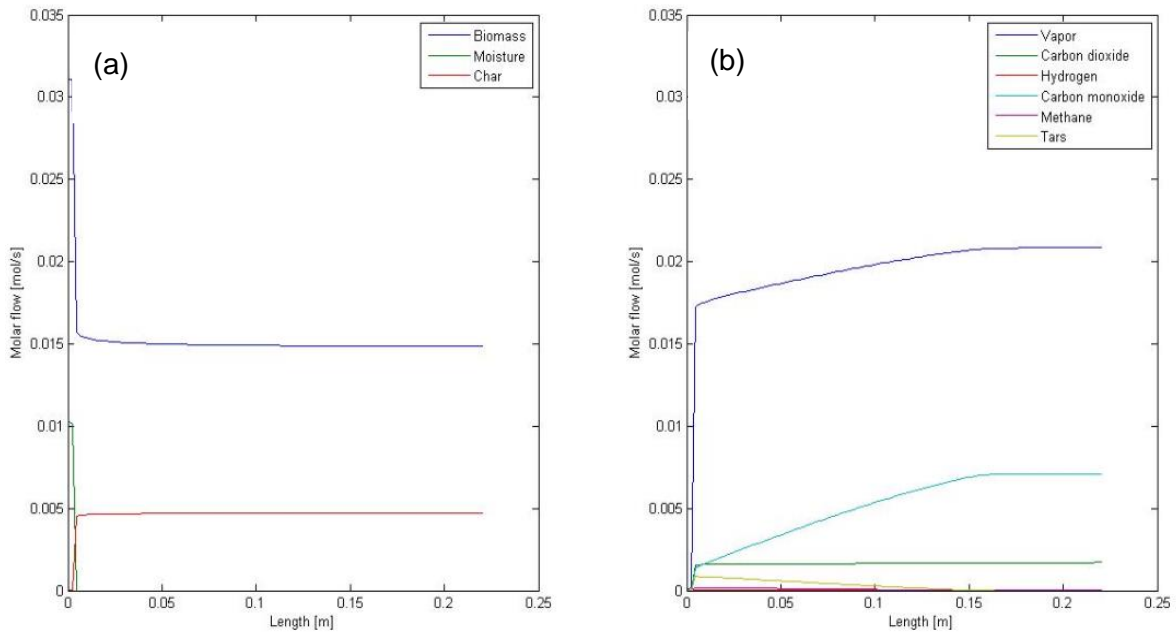 (a)
Biomass
Moisture
Char
0.035
0.03
0.025
0.02
0.015
0.01
0.005
0
Molar flow [mol/s]
0
0.05
0.1
0.15
0.2
0.25
Length [m]
(b)
Vapor
Carbon dioxide
Hydrogen
Carbon monoxide
Methane
Tars
0.035
0.03
0.025
0.02
0.015
0.01
0.005
0
Molar flow [mol/s]
0
0.05
0.1
0.15
0.2
0.25
Length [m]